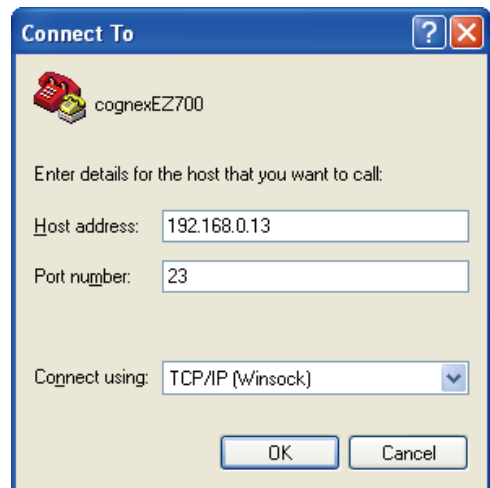 Connect To
cognexEZ700
Enter details for the host that you want to call:
Host address: 192.168.0.13
Port number: 23
Connect using: TCP/IP (Winsock)
OK Cancel